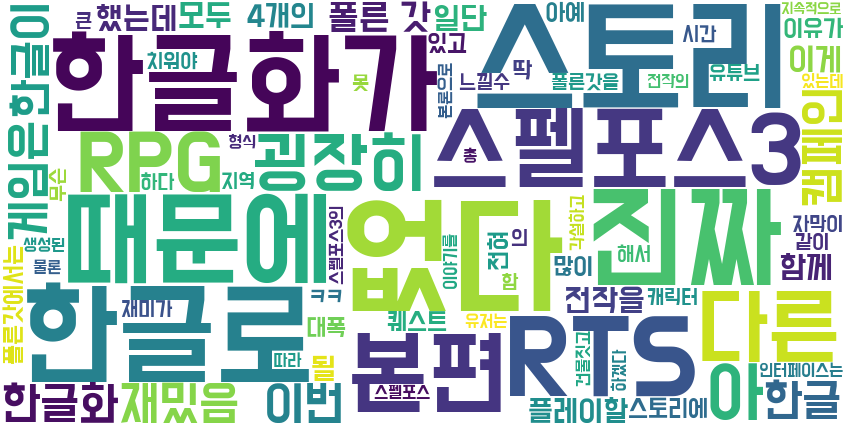 큰 했는데 모두 4개의 폴른 갓 일단 아예 지속적으로
한글이 치워야 한글화가 있고 스토리 시간 이유가
못 본론으로 느낄수 딱 폴른갓을 전작의 유튜브 이게 있는데
게임은 RPG 굉장히 형식 총 스펠포스3 캠페인
무슨 하다 지역
때문에 없다 진짜
스펠포스3의 이야기를 전혀 의 함 각설하고 많이 해서 자막이 같이
생성된 물론 폴른 갓에서는 함께
한글로 재미가 ㅋㅋ 대폭 퀘스트 유저는 전작을 캐릭터 다른
따라 될 본편 RTS 건물짓고 하겠다 아 인터페이스는
한글화 재밌음 이번 스펠포스 플레이할 스토리에 한글